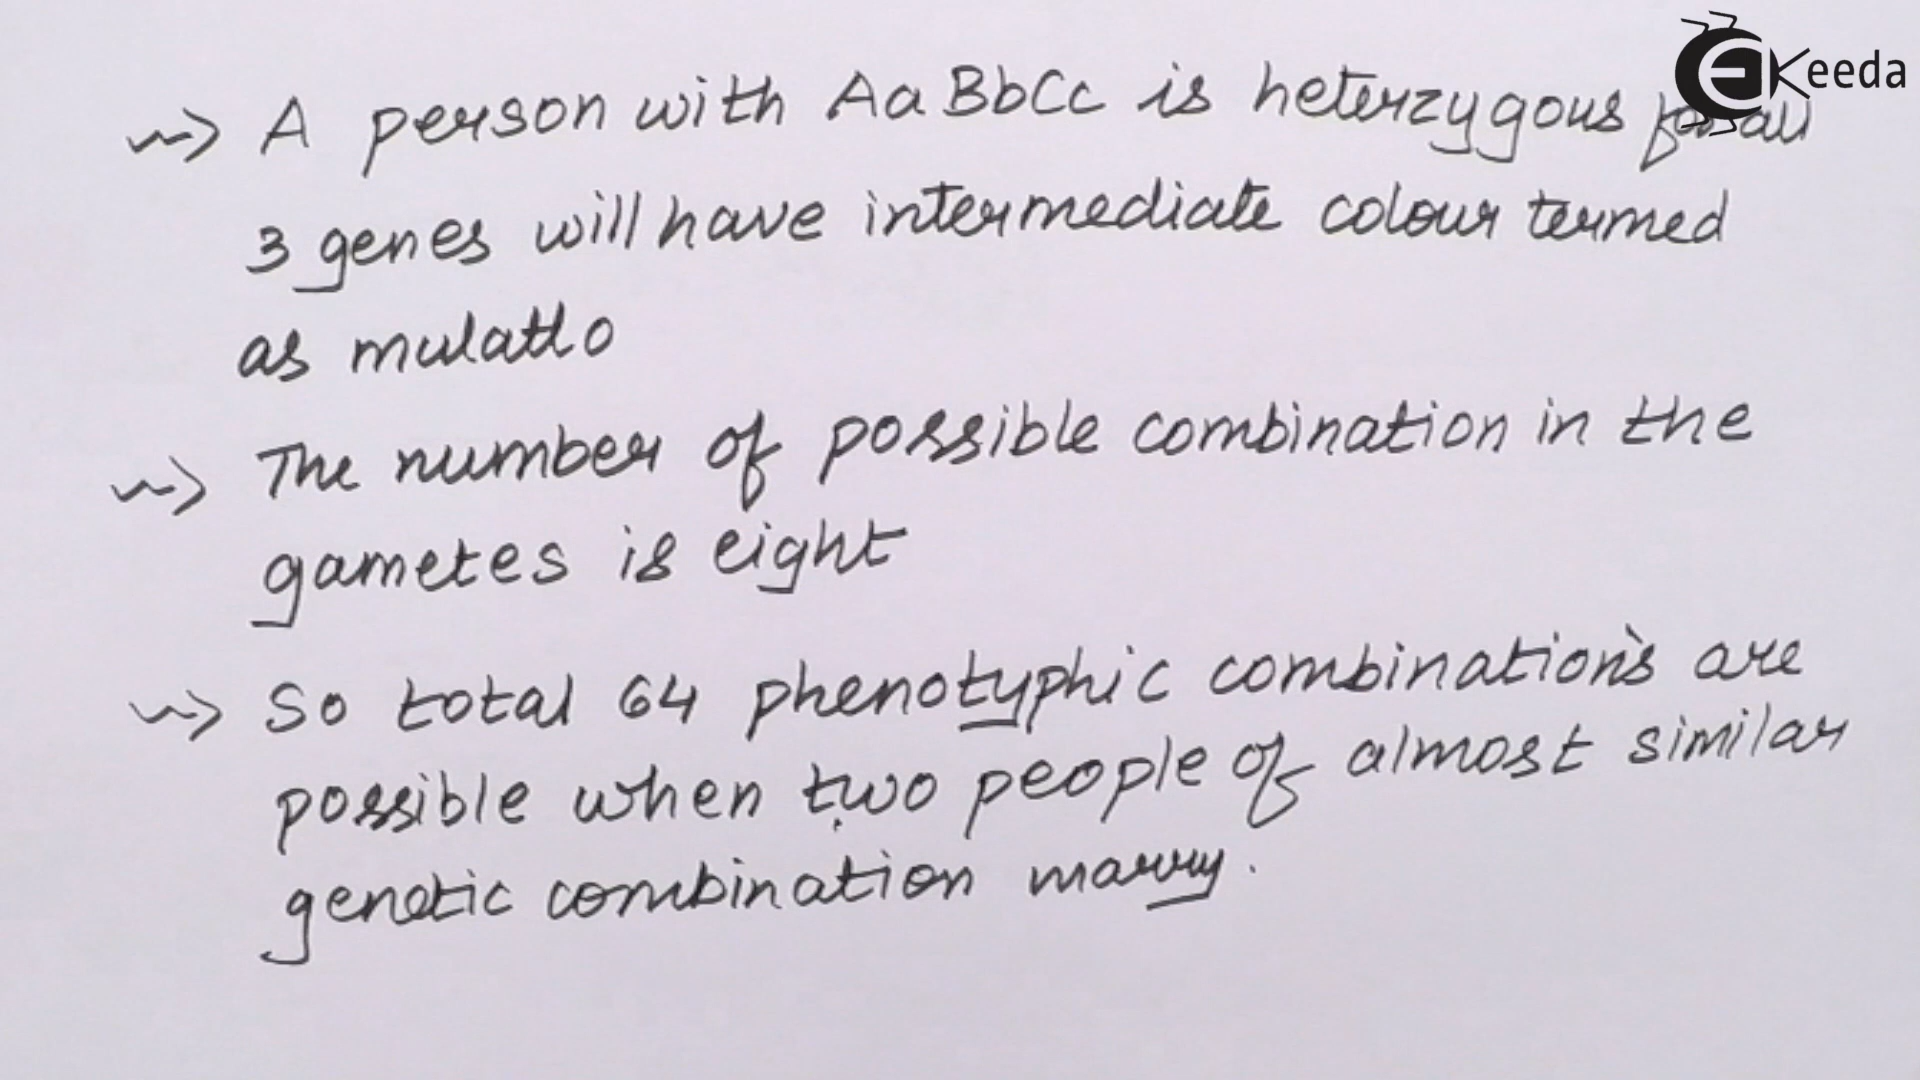 EKeeda
~> A person with AaBbCc is heterzygous for all
3 genes will have intermediate colour termed
as mulatto
~> The number of possible combination in the
gametes is eight
~> So total 64 phenotyphic combinations are
possible when two people of almost similar
genetic combination marry.